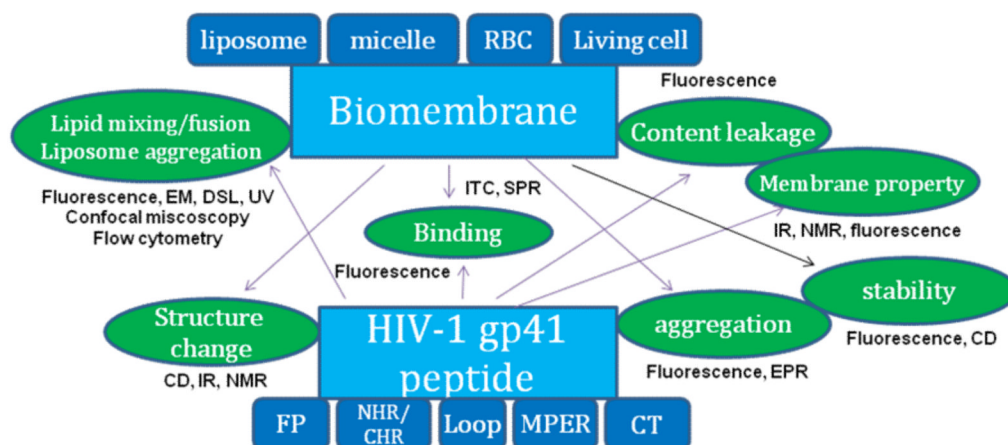 liposome
micelle
RBC
Living cell
Biomembrane
Fluorescence
Lipid mixing/fusion
Liposome aggregation
Content leakage
Membrane property
Fluorescence, EM, DSL, UV
Confocal miscoscopy
Flow cytometry
ITC, SPR
IR, NMR, fluorescence
Binding
Fluorescence
stability
Structure
change
HIV-1 gp41
peptide
aggregation
Fluorescence, CD
CD, IR, NMR
Fluorescence, EPR
FP
NHR/
CHR
Loop
MPER
CT